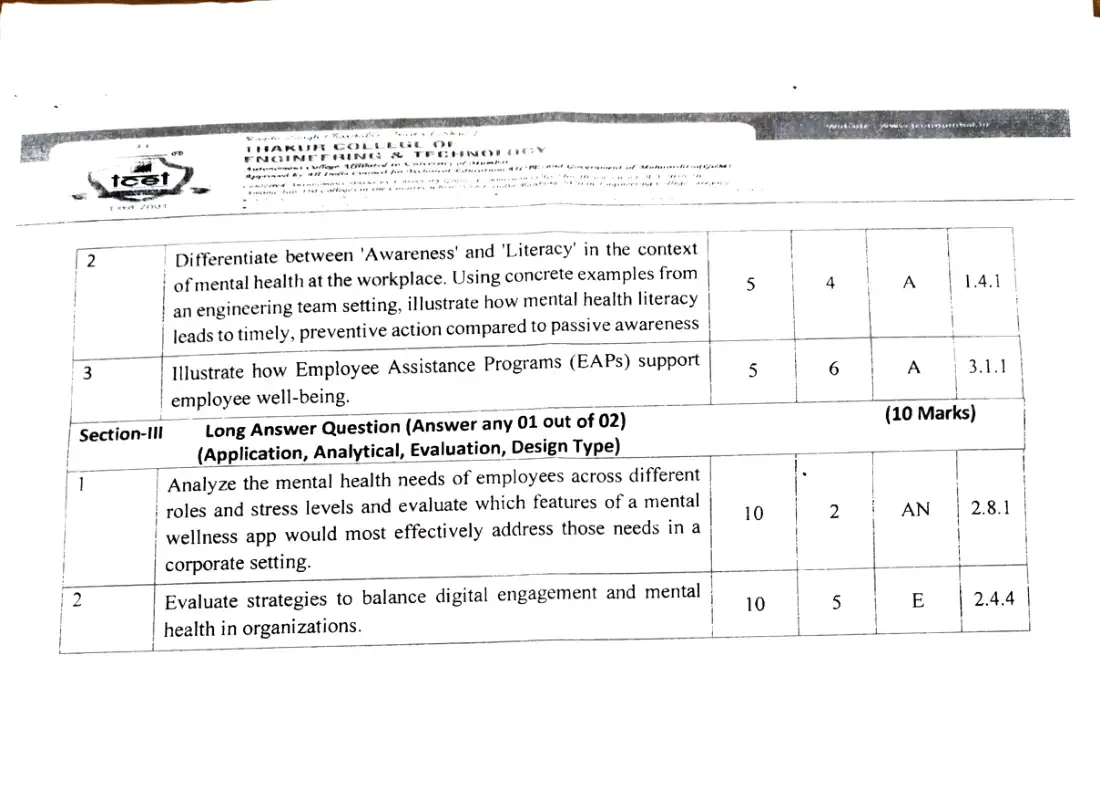 THAKUR COLLEGE OF
ENGINEERING & TECHNOLOGY
tcet
2 Differentiate between 'Awareness' and 'Literacy' in the context
of mental health at the workplace. Using concrete examples from
an engineering team setting, illustrate how mental health literacy
leads to timely, preventive action compared to passive awareness
5 4 A 1.4.1
3 Illustrate how Employee Assistance Programs (EAPs) support
employee well-being.
5 6 A 3.1.1
Section-III Long Answer Question (Answer any 01 out of 02) (10 Marks)
(Application, Analytical, Evaluation, Design Type)
1 Analyze the mental health needs of employees across different
roles and stress levels and evaluate which features of a mental
wellness app would most effectively address those needs in a
corporate setting.
10 2 AN 2.8.1
2 Evaluate strategies to balance digital engagement and mental
health in organizations.
10 5 E 2.4.4